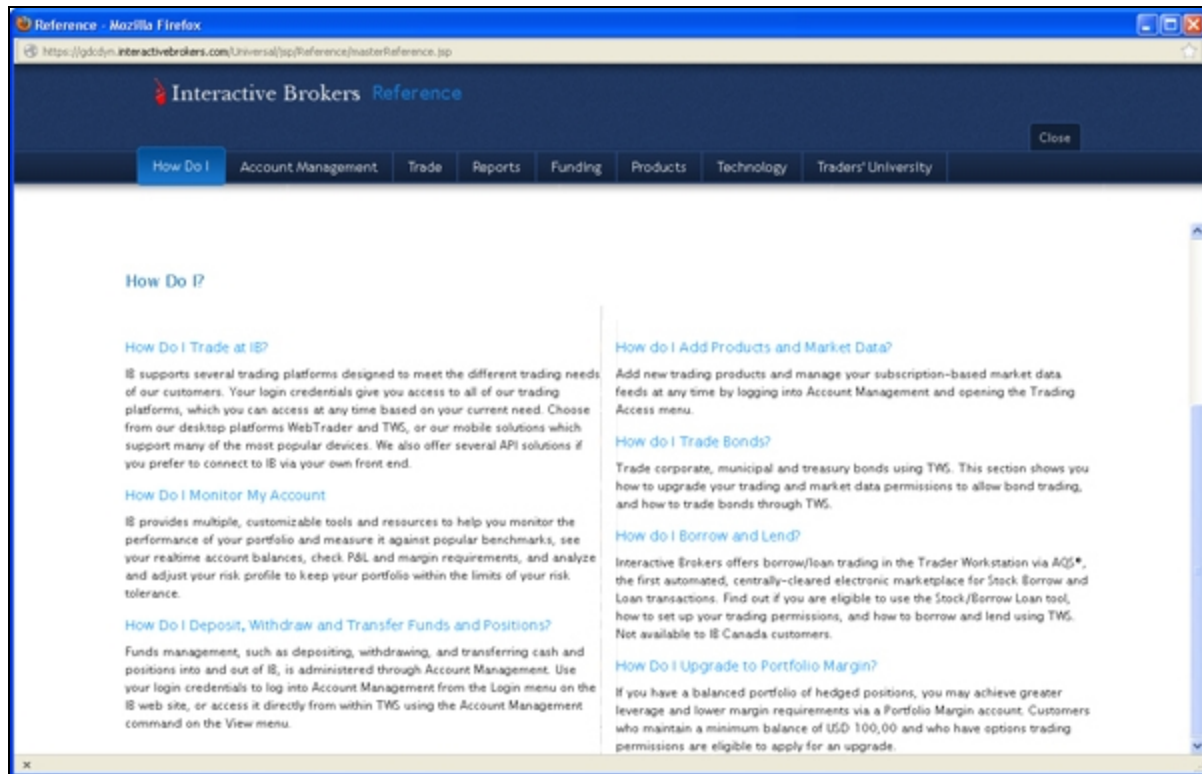 Reference - Mozilla Firefox
https://gdcdyn.interactivebrokers.com/Universal/jsp/Reference/masterReference.jsp
Interactive Brokers Reference
Close
How Do I Account Management Trade Reports Funding Products Technology Traders' University
How Do I?
How Do I Trade at IB?
IB supports several trading platforms designed to meet the different trading needs
of our customers. Your login credentials give you access to all of our trading
platforms, which you can access at any time based on your current need. Choose
from our desktop platforms WebTrader and TWS, or our mobile solutions which
support many of the most popular devices. We also offer several API solutions if
you prefer to connect to IB via your own front end.
How Do I Monitor My Account
IB provides multiple, customizable tools and resources to help you monitor the
performance of your portfolio and measure it against popular benchmarks, see
your realtime account balances, check P&L and margin requirements, and analyze
and adjust your risk profile to keep your portfolio within the limits of your risk
tolerance.
How Do I Deposit, Withdraw and Transfer Funds and Positions?
Funds management, such as depositing, withdrawing, and transferring cash and
positions into and out of IB, is administered through Account Management. Use
your login credentials to log into Account Management from the Login menu on the
IB web site, or access it directly from within TWS using the Account Management
command on the View menu.
How do I Add Products and Market Data?
Add new trading products and manage your subscription-based market data
feeds at any time by logging into Account Management and opening the Trading
Access menu.
How do I Trade Bonds?
Trade corporate, municipal and treasury bonds using TWS. This section shows you
how to upgrade your trading and market data permissions to allow bond trading,
and how to trade bonds through TWS.
How do I Borrow and Lend?
Interactive Brokers offers borrow/loan trading in the Trader Workstation via AQS®,
the first automated, centrally-cleared electronic marketplace for Stock Borrow and
Loan transactions. Find out if you are eligible to use the Stock/Borrow Loan tool,
how to set up your trading permissions, and how to borrow and lend using TWS.
Not available to IB Canada customers.
How Do I Upgrade to Portfolio Margin?
If you have a balanced portfolio of hedged positions, you may achieve greater
leverage and lower margin requirements via a Portfolio Margin account. Customers
who maintain a minimum balance of USD 100,00 and who have options trading
permissions are eligible to apply for an upgrade.